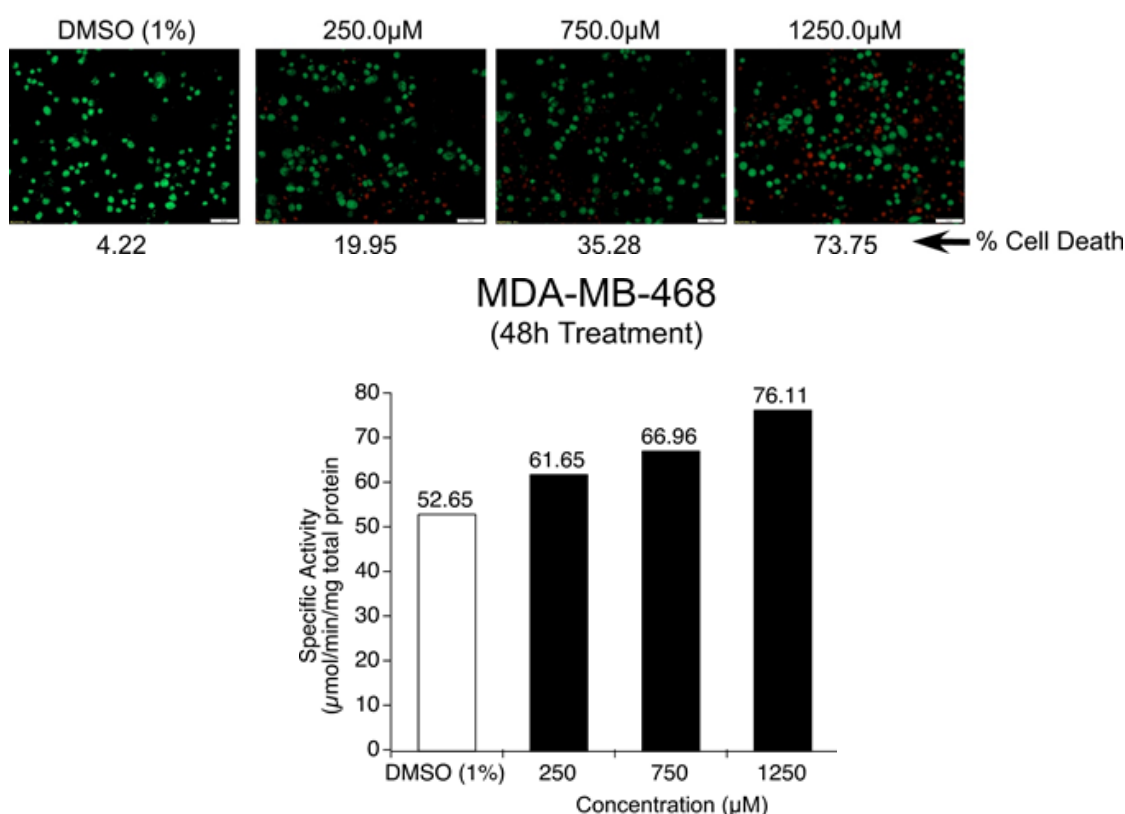 DMSO (1%) 250.0µM 750.0µM 1250.0µM
4.22 19.95 35.28 73.75 % Cell Death
MDA-MB-468
(48h Treatment)
Specific Activity
(µmol/min/mg total protein
80
70
60
50
40
30
20
10
0
52.65
61.65
66.96
76.11
DMSO (1%) 250 750 1250
Concentration (µM)